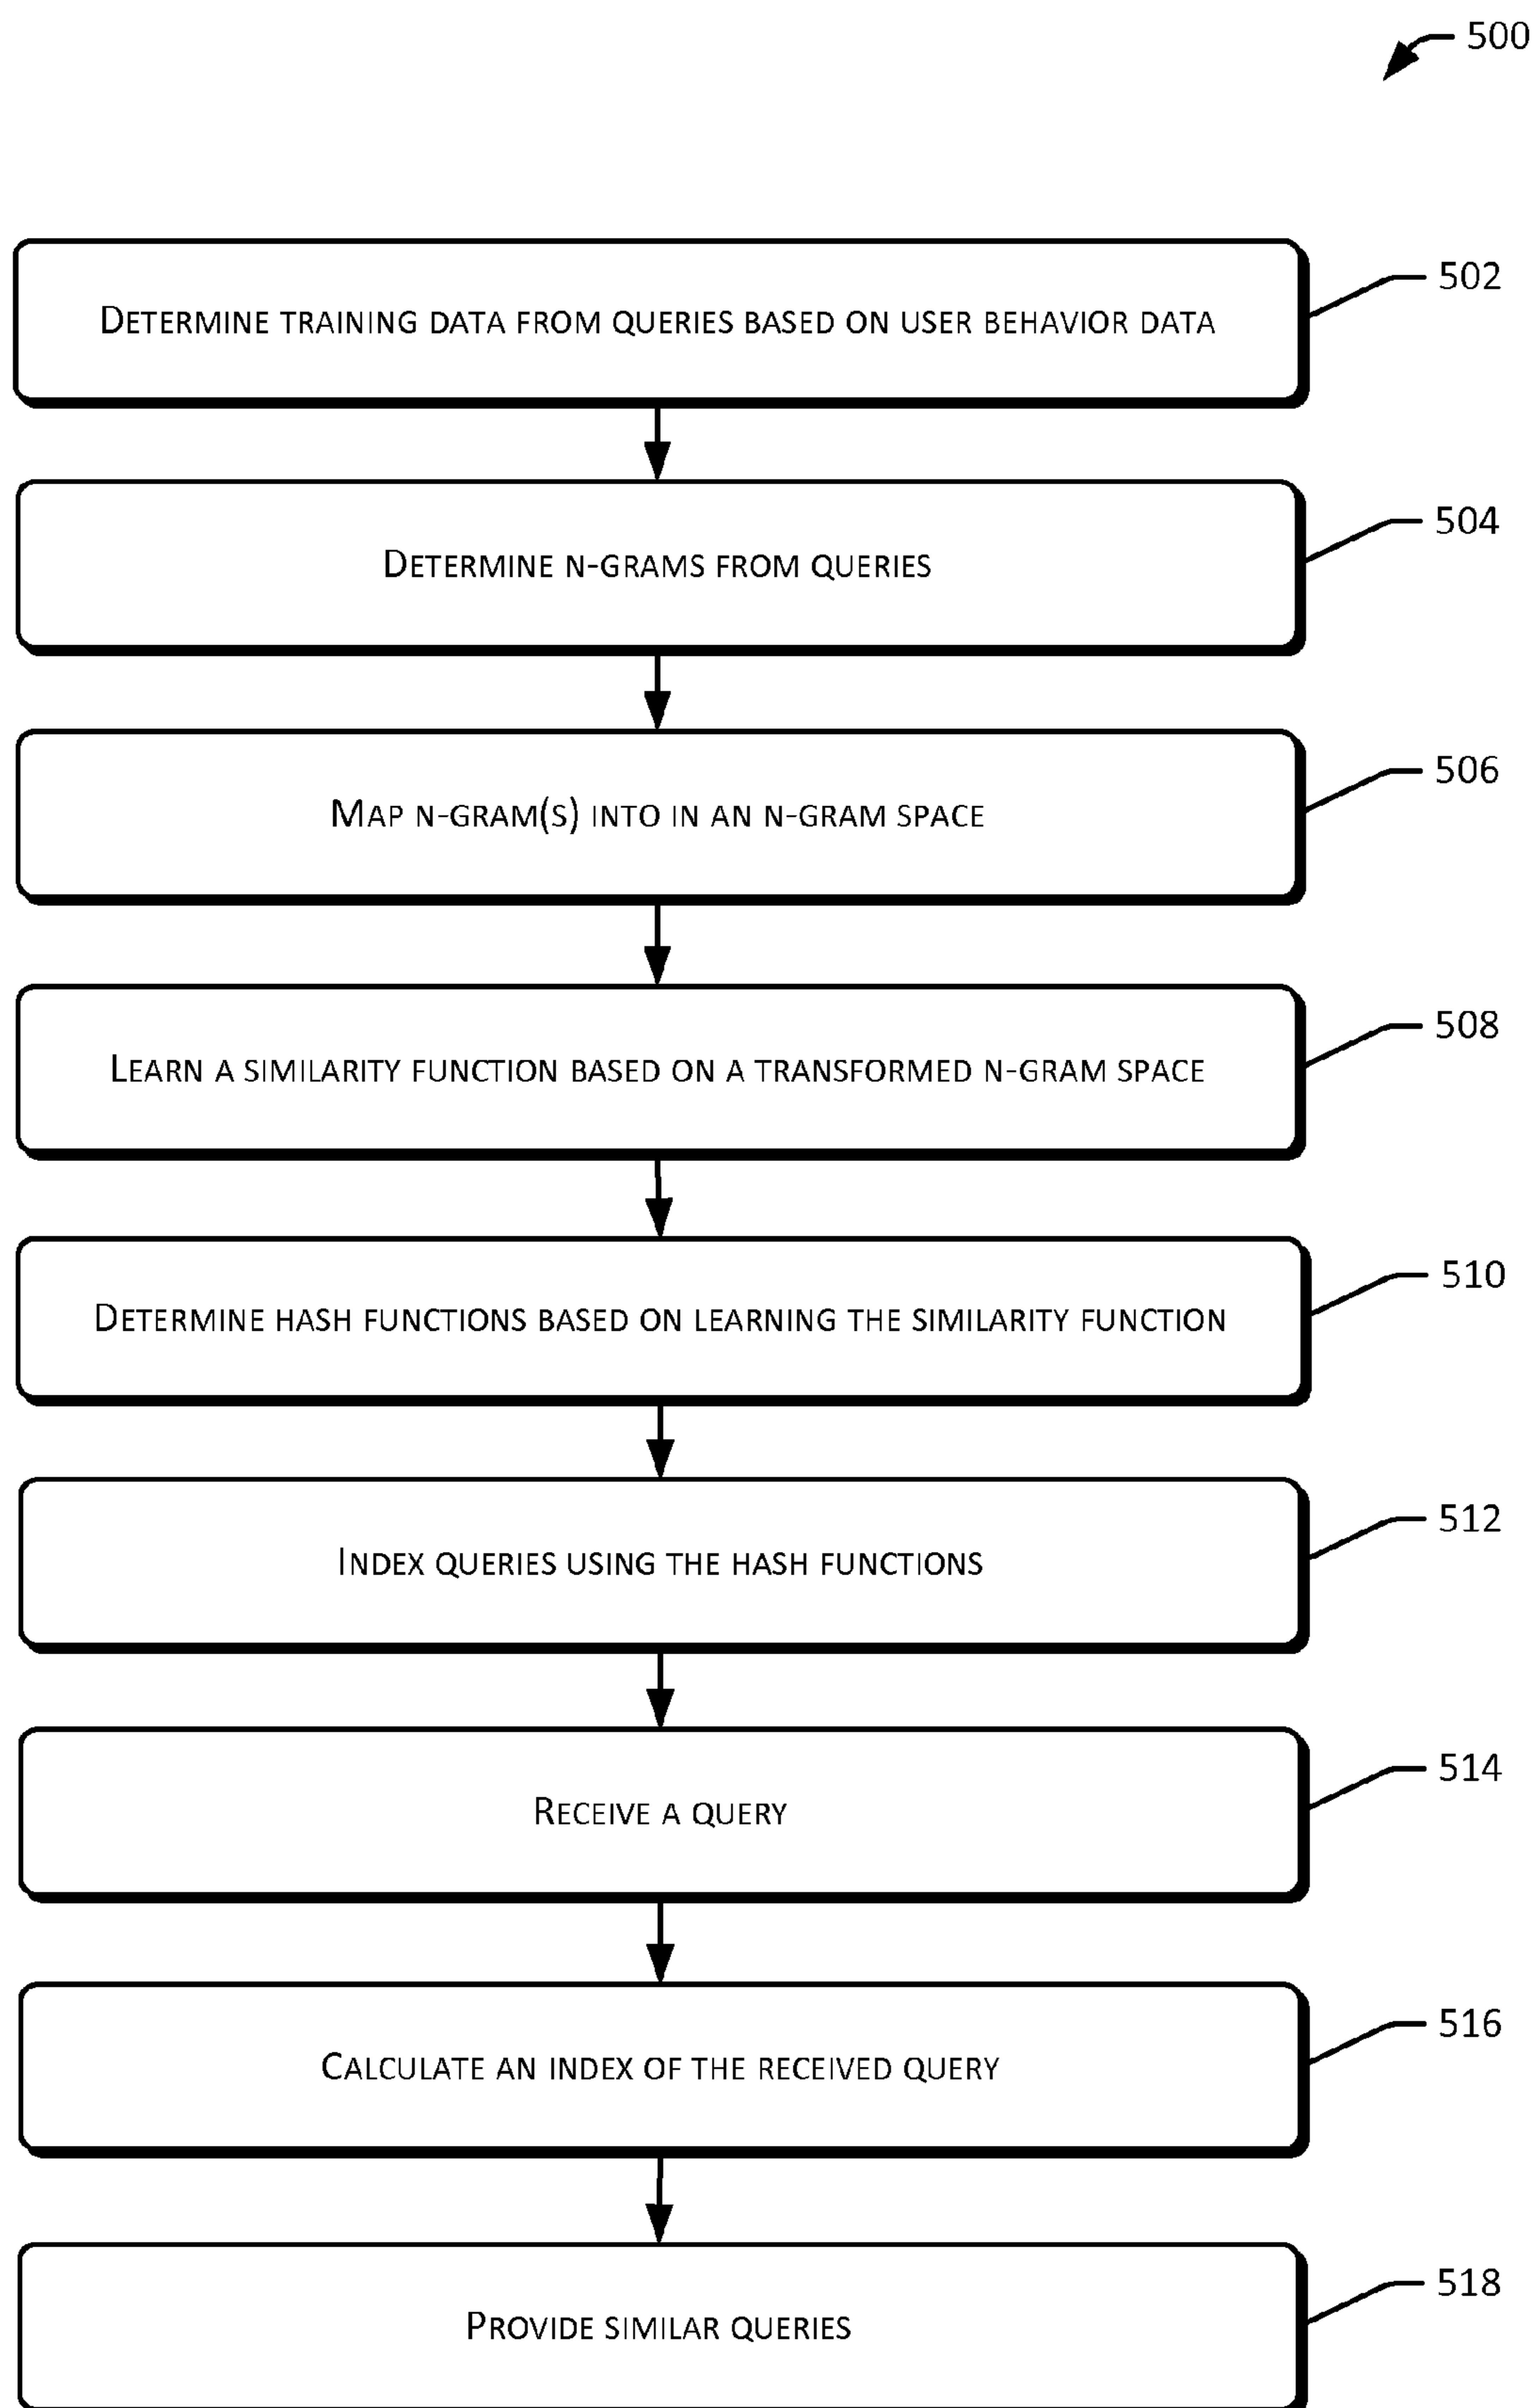 500
DETERMINE TRAINING DATA FROM QUERIES BASED ON USER BEHAVIOR DATA
502
DETERMINE N-GRAMS FROM QUERIES
504
MAP N-GRAM(S) INTO IN AN N-GRAM SPACE
506
LEARN A SIMILARITY FUNCTION BASED ON A TRANSFORMED N-GRAM SPACE
508
DETERMINE HASH FUNCTIONS BASED ON LEARNING THE SIMILARITY FUNCTION
510
INDEX QUERIES USING THE HASH FUNCTIONS
512
RECEIVE A QUERY
514
CALCULATE AN INDEX OF THE RECEIVED QUERY
516
PROVIDE SIMILAR QUERIES
518